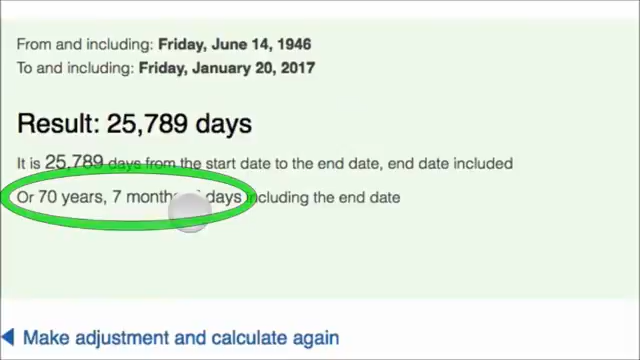 From and including: Friday, June 14, 1946
To and including: Friday, January 20, 2017
Result: 25,789 days
It is 25,789 days from the start date to the end date, end date included
Or 70 years, 7 months days including the end date
Make adjustment and calculate again